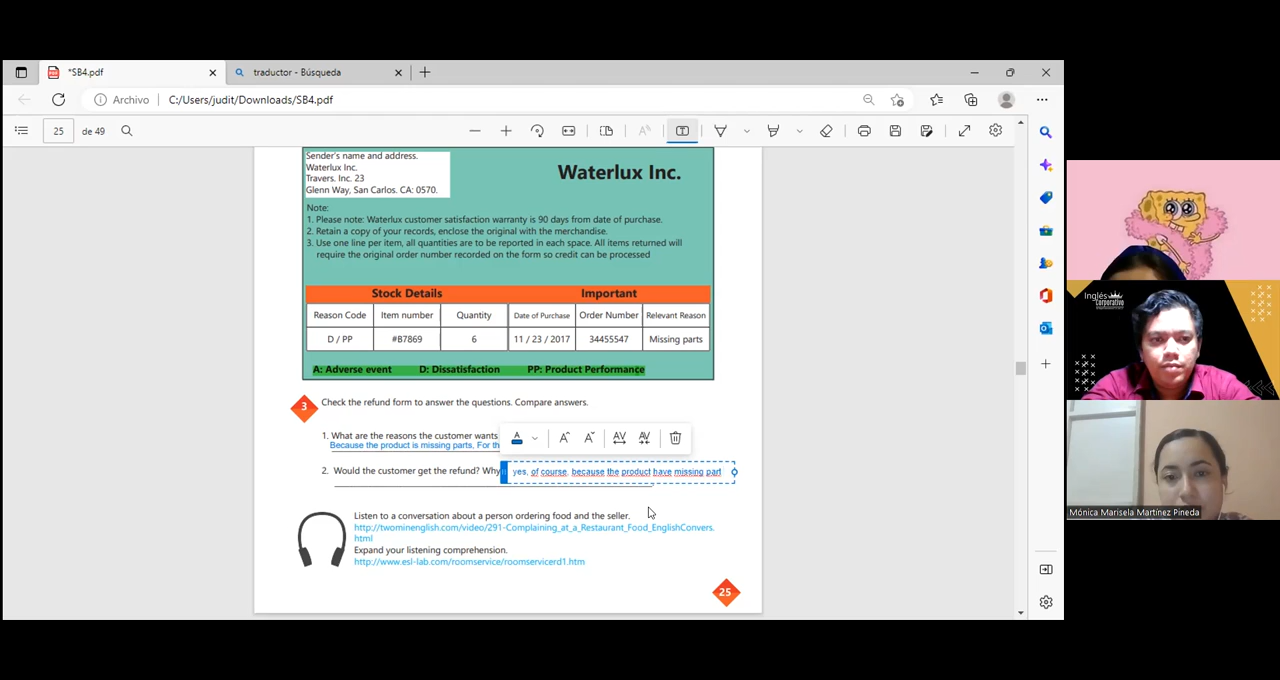 *SB4.pdf
traductor - Búsqueda
Archivo
C:/Users/judit/Downloads/SB4.pdf
25 de 49
Sender's name and address.
Waterlux Inc.
Travers. Inc. 23
Glenn Way, San Carlos. CA: 0570.
Waterlux Inc.
Note:
1. Please note: Waterlux customer satisfaction warranty is 90 days from date of purchase.
2. Retain a copy of your records, enclose the original with the merchandise.
3. Use one line per item, all quantities are to be reported in each space. All items returned will
require the original order number recorded on the form so credit can be processed
Stock Details Important
Reason Code Item number Quantity Date of Purchase Order Number Relevant Reason
D / PP #B7869 6 11 / 23 / 2017 34455547 Missing parts
A: Adverse event D: Dissatisfaction PP: Product Performance
3 Check the refund form to answer the questions. Compare answers.
1. What are the reasons the customer wants
Because the product is missing parts. For th
2. Would the customer get the refund? Why
yes, of course, because the product have missing part
Listen to a conversation about a person ordering food and the seller.
http://twominenglish.com/video/291-Complaining_at_a_Restaurant_Food_EnglishConvers.
html
Expand your listening comprehension.
http://www.esl-lab.com/roomservice/roomservicerd1.htm
25
Inglés
Corporativo
Mónica Marisela Martínez Pineda